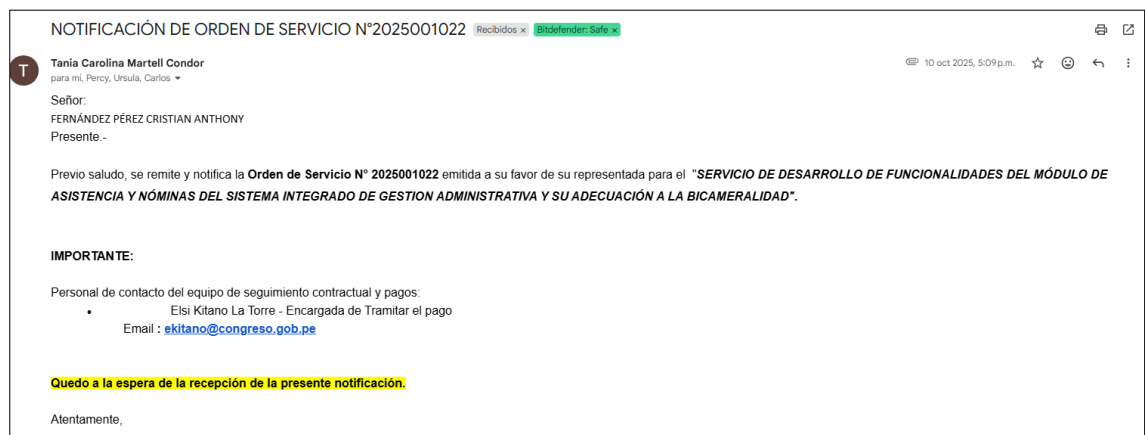 NOTIFICACIÓN DE ORDEN DE SERVICIO N°2025001022 Recibidos x Bitdefender: Safe x
T
Tania Carolina Martell Condor 10 oct 2025, 5:09 p.m.
para mí, Percy, Ursula, Carlos
Señor:
FERNÁNDEZ PÉREZ CRISTIAN ANTHONY
Presente.-
Previo saludo, se remite y notifica la Orden de Servicio N° 2025001022 emitida a su favor de su representada para el "SERVICIO DE DESARROLLO DE FUNCIONALIDADES DEL MÓDULO DE
ASISTENCIA Y NÓMINAS DEL SISTEMA INTEGRADO DE GESTION ADMINISTRATIVA Y SU ADECUACIÓN A LA BICAMERALIDAD".
IMPORTANTE:
Personal de contacto del equipo de seguimiento contractual y pagos:
• Elsi Kitano La Torre - Encargada de Tramitar el pago
Email : ekitano@congreso.gob.pe
Quedo a la espera de la recepción de la presente notificación.
Atentamente,